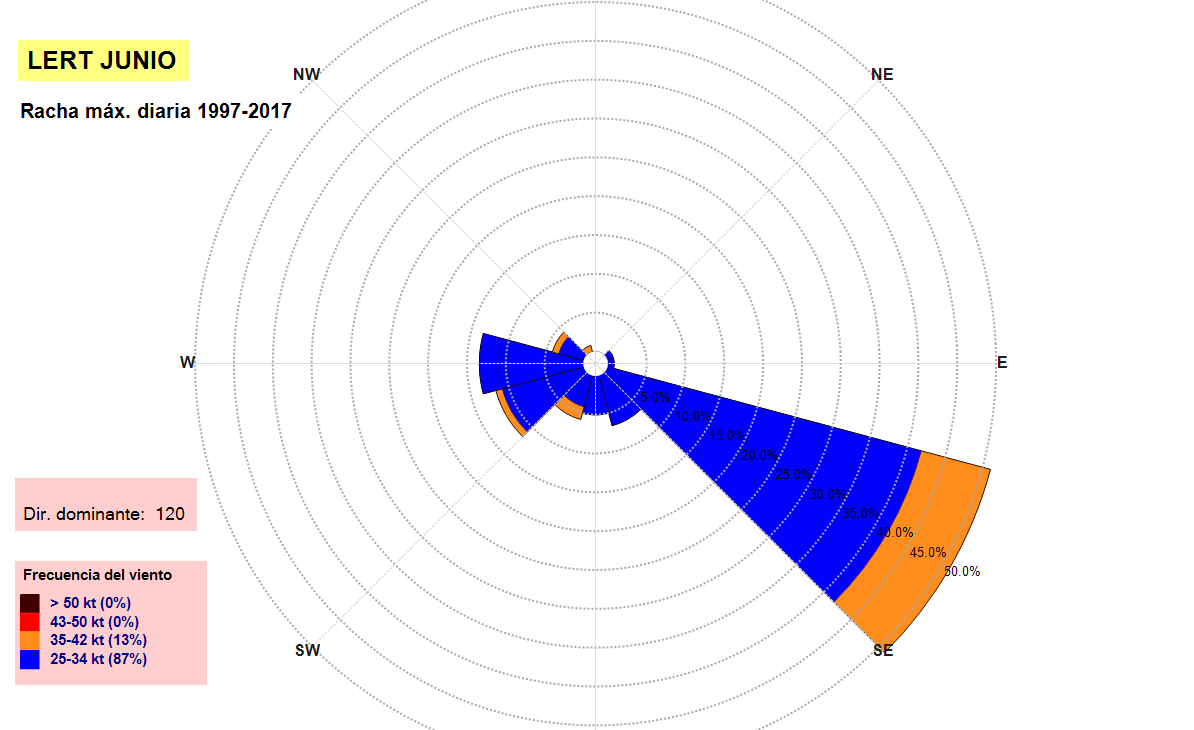 LERT JUNIO
Racha máx. diaria 1997-2017
NW
NE
W
E
5.0%
10.0%
15.0%
20.0%
25.0%
30.0%
35.0%
40.0%
45.0%
50.0%
SW
SE
Dir. dominante: 120
Frecuencia del viento
> 50 kt (0%)
43-50 kt (0%)
35-42 kt (13%)
25-34 kt (87%)